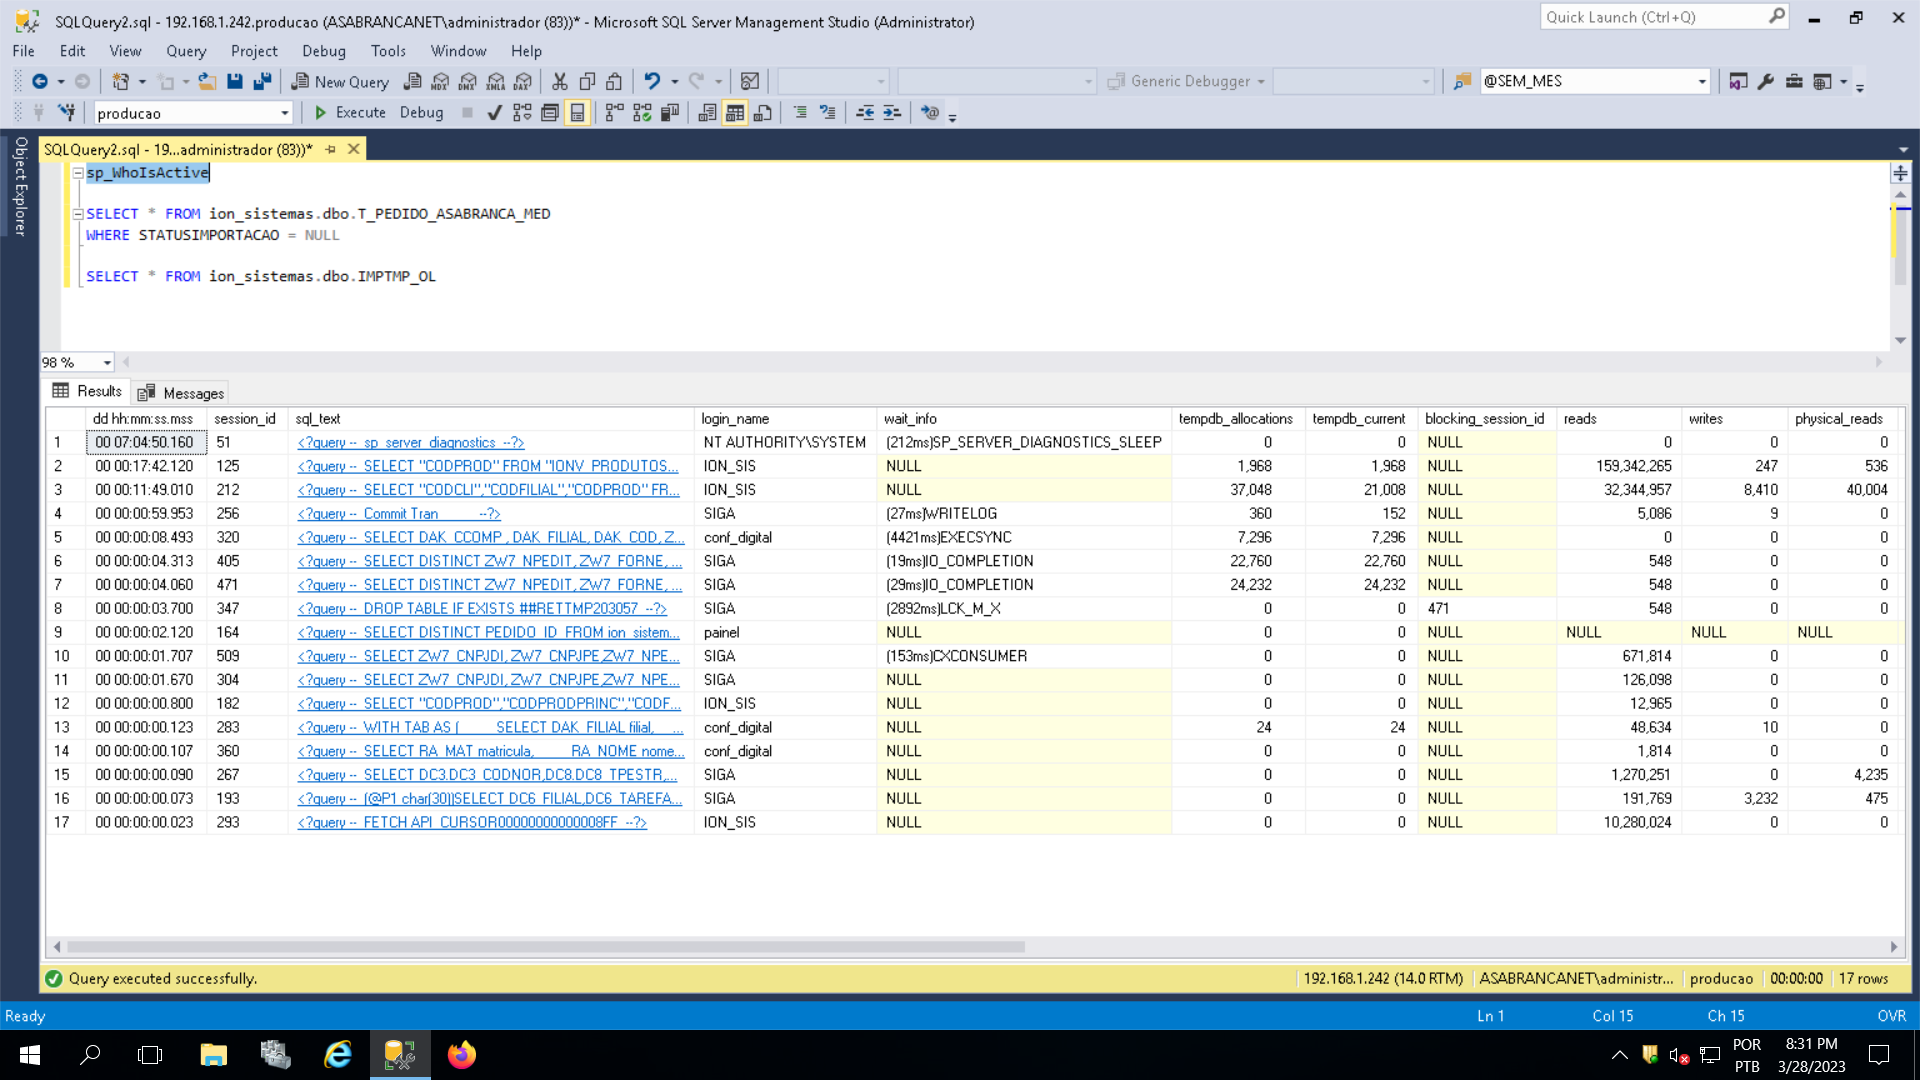 SQLQuery2.sql - 192.168.1.242.producao (ASABRANCANET\administrador (83))* - Microsoft SQL Server Management Studio (Administrator)
Quick Launch (Ctrl+Q)
File Edit View Query Project Debug Tools Window Help
New Query MDX DMX XMLA DAX Generic Debugger @SEM_MES
producao Execute Debug
Object Explorer
SQLQuery2.sql - 19...administrador (83))*
sp_WhoIsActive
SELECT * FROM ion_sistemas.dbo.T_PEDIDO_ASABRANCA_MED
WHERE STATUSIMPORTACAO = NULL
SELECT * FROM ion_sistemas.dbo.IMPTMP_OL
98 %
Results Messages
dd hh:mm:ss.mss session_id sql_text login_name wait_info tempdb_allocations tempdb_current blocking_session_id reads writes physical_reads
1 00 07:04:50.160 51 <?query -- sp_server_diagnostics --?> NT AUTHORITY\SYSTEM (212ms)SP_SERVER_DIAGNOSTICS_SLEEP 0 0 NULL 0 0 0
2 00 00:17:42.120 125 <?query -- SELECT "CODPROD" FROM "IONV_PRODUTOS... ION_SIS NULL 1,968 1,968 NULL 159,342,265 247 536
3 00 00:11:49.010 212 <?query -- SELECT "CODCLI","CODFILIAL","CODPROD" FR... ION_SIS NULL 37,048 21,008 NULL 32,344,957 8,410 40,004
4 00 00:00:59.953 256 <?query -- Commit Tran --?> SIGA (27ms)WRITELOG 360 152 NULL 5,086 9 0
5 00 00:00:08.493 320 <?query -- SELECT DAK_CCOMP , DAK_FILIAL, DAK_COD, Z... conf_digital (4421ms)EXECSYNC 7,296 7,296 NULL 0 0 0
6 00 00:00:04.313 405 <?query -- SELECT DISTINCT ZW7_NPEDIT, ZW7_FORNE, ... SIGA (19ms)IO_COMPLETION 22,760 22,760 NULL 548 0 0
7 00 00:00:04.060 471 <?query -- SELECT DISTINCT ZW7_NPEDIT, ZW7_FORNE, ... SIGA (29ms)IO_COMPLETION 24,232 24,232 NULL 548 0 0
8 00 00:00:03.700 347 <?query -- DROP TABLE IF EXISTS ##RETTMP203057 --?> SIGA (2892ms)LCK_M_X 0 0 471 548 0 0
9 00 00:00:02.120 164 <?query -- SELECT DISTINCT PEDIDO_ID FROM ion_sistem... painel NULL 0 0 NULL NULL NULL NULL
10 00 00:00:01.707 509 <?query -- SELECT ZW7_CNPJDI, ZW7_CNPJPE,ZW7_NPE... SIGA (153ms)CXCONSUMER 0 0 NULL 671,814 0 0
11 00 00:00:01.670 304 <?query -- SELECT ZW7_CNPJDI, ZW7_CNPJPE,ZW7_NPE... SIGA NULL 0 0 NULL 126,098 0 0
12 00 00:00:00.800 182 <?query -- SELECT "CODPROD","CODPRODPRINC","CODF... ION_SIS NULL 0 0 NULL 12,965 0 0
13 00 00:00:00.123 283 <?query -- WITH TAB AS ( SELECT DAK_FILIAL filial, ... conf_digital NULL 24 24 NULL 48,634 10 0
14 00 00:00:00.107 360 <?query -- SELECT RA_MAT matricula, RA_NOME nome... conf_digital NULL 0 0 NULL 1,814 0 0
15 00 00:00:00.090 267 <?query -- SELECT DC3.DC3_CODNOR,DC8.DC8_TPESTR,... SIGA NULL 0 0 NULL 1,270,251 0 4,235
16 00 00:00:00.073 193 <?query -- (@P1 char(30))SELECT DC6_FILIAL,DC6_TAREFA... SIGA NULL 0 0 NULL 191,769 3,232 475
17 00 00:00:00.023 293 <?query -- FETCH API_CURSOR00000000000008FF --?> ION_SIS NULL 0 0 NULL 10,280,024 0 0
Query executed successfully. 192.168.1.242 (14.0 RTM) ASABRANCANET\administr... producao 00:00:00 17 rows
Ready Ln 1 Col 15 Ch 15 OVR
POR 8:31 PM
PTB 3/28/2023